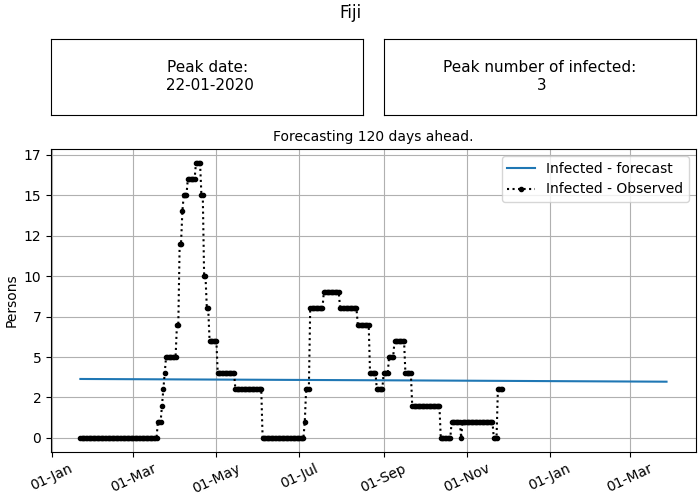 Fiji
Peak date:
22-01-2020
Peak number of infected:
3
Forecasting 120 days ahead.
Infected - forecast
Infected - Observed
Persons
17
15
12
10
7
5
2
0
01-Jan
01-Mar
01-May
01-Jul
01-Sep
01-Nov
01-Jan
01-Mar